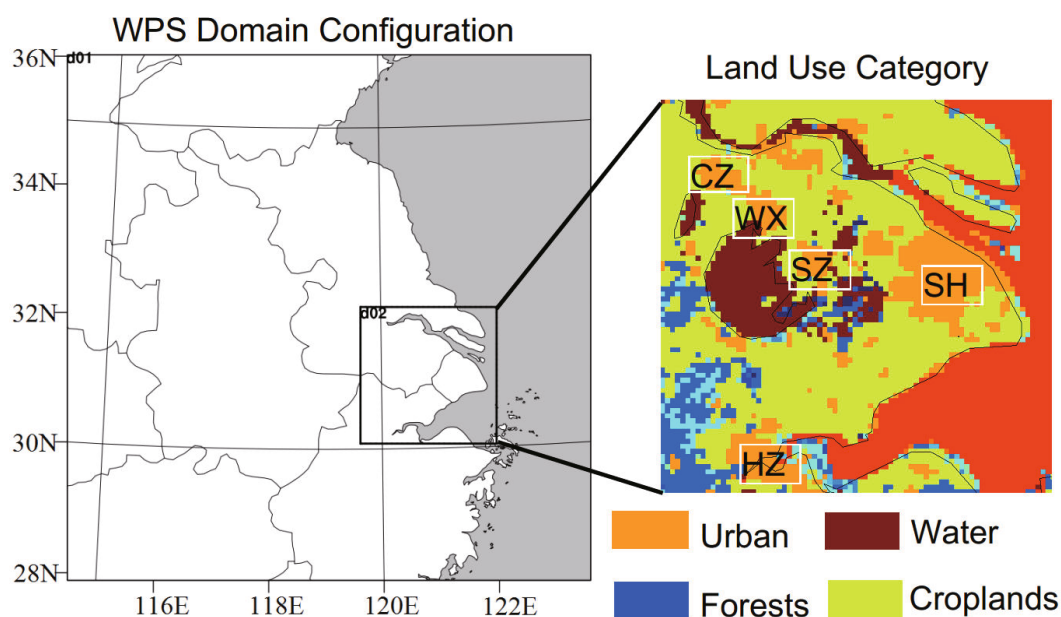 WPS Domain Configuration
36N
d01
34N
32N
30N
28N
116E
118E
120E
122E
d02
Land Use Category
CZ
WX
SZ
SH
HZ
Urban
Water
Forests
Croplands